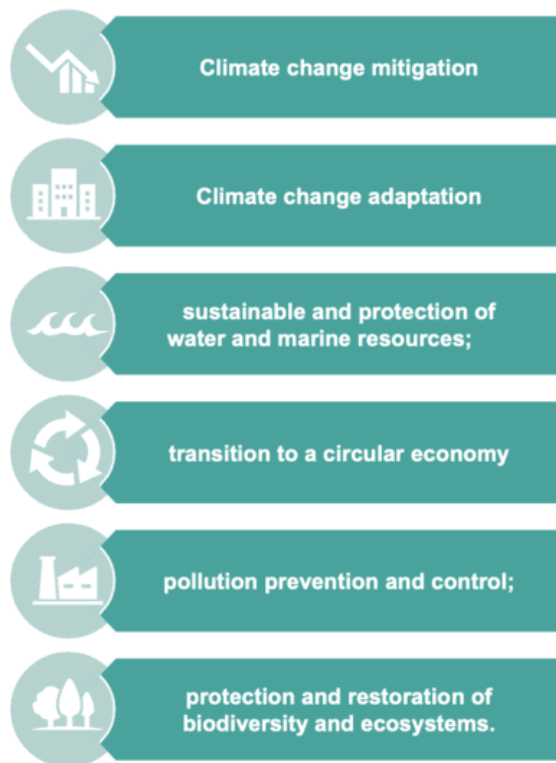 Climate change mitigation
Climate change adaptation
sustainable and protection of
water and marine resources;
transition to a circular economy
pollution prevention and control;
protection and restoration of
biodiversity and ecosystems.